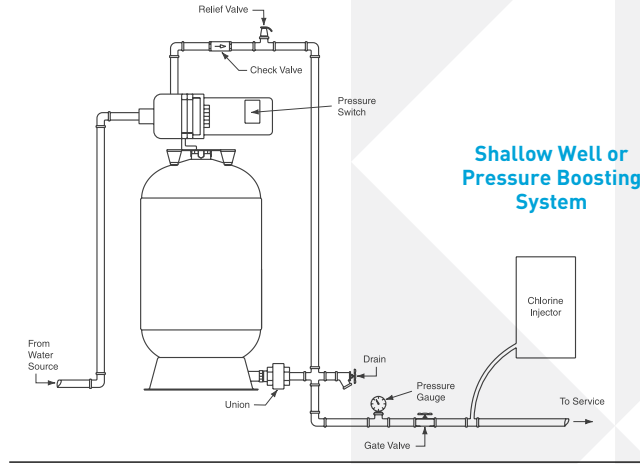 Relief Valve
Check Valve
Pressure
Switch
Shallow Well or
Pressure Boosting
System
Chlorine
Injector
From
Water
Source
Drain
Union
Pressure
Gauge
To Service
Gate Valve